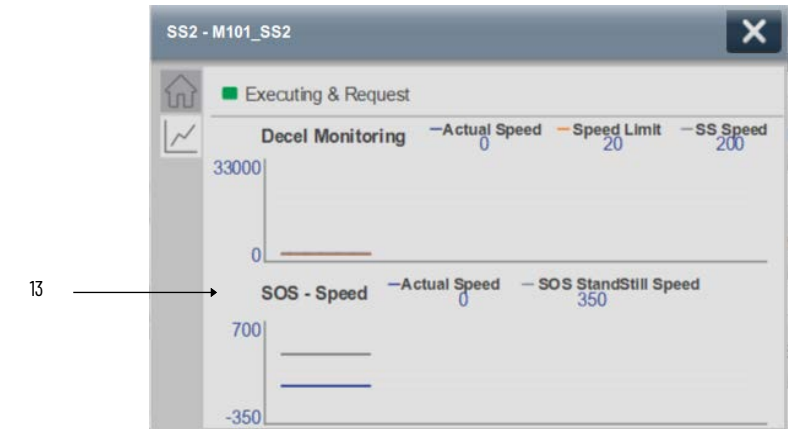 SS2 - M101_SS2
Executing & Request
Decel Monitoring
Actual Speed
0
Speed Limit
20
SS Speed
200
33000
0
13
SOS - Speed
Actual Speed
0
SOS StandStill Speed
350
700
-350